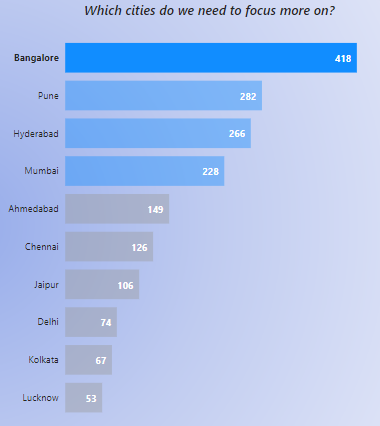 Which cities do we need to focus more on?
Bangalore 418
Pune 282
Hyderabad 266
Mumbai 228
Ahmedabad 149
Chennai 126
Jaipur 106
Delhi 74
Kolkata 67
Lucknow 53